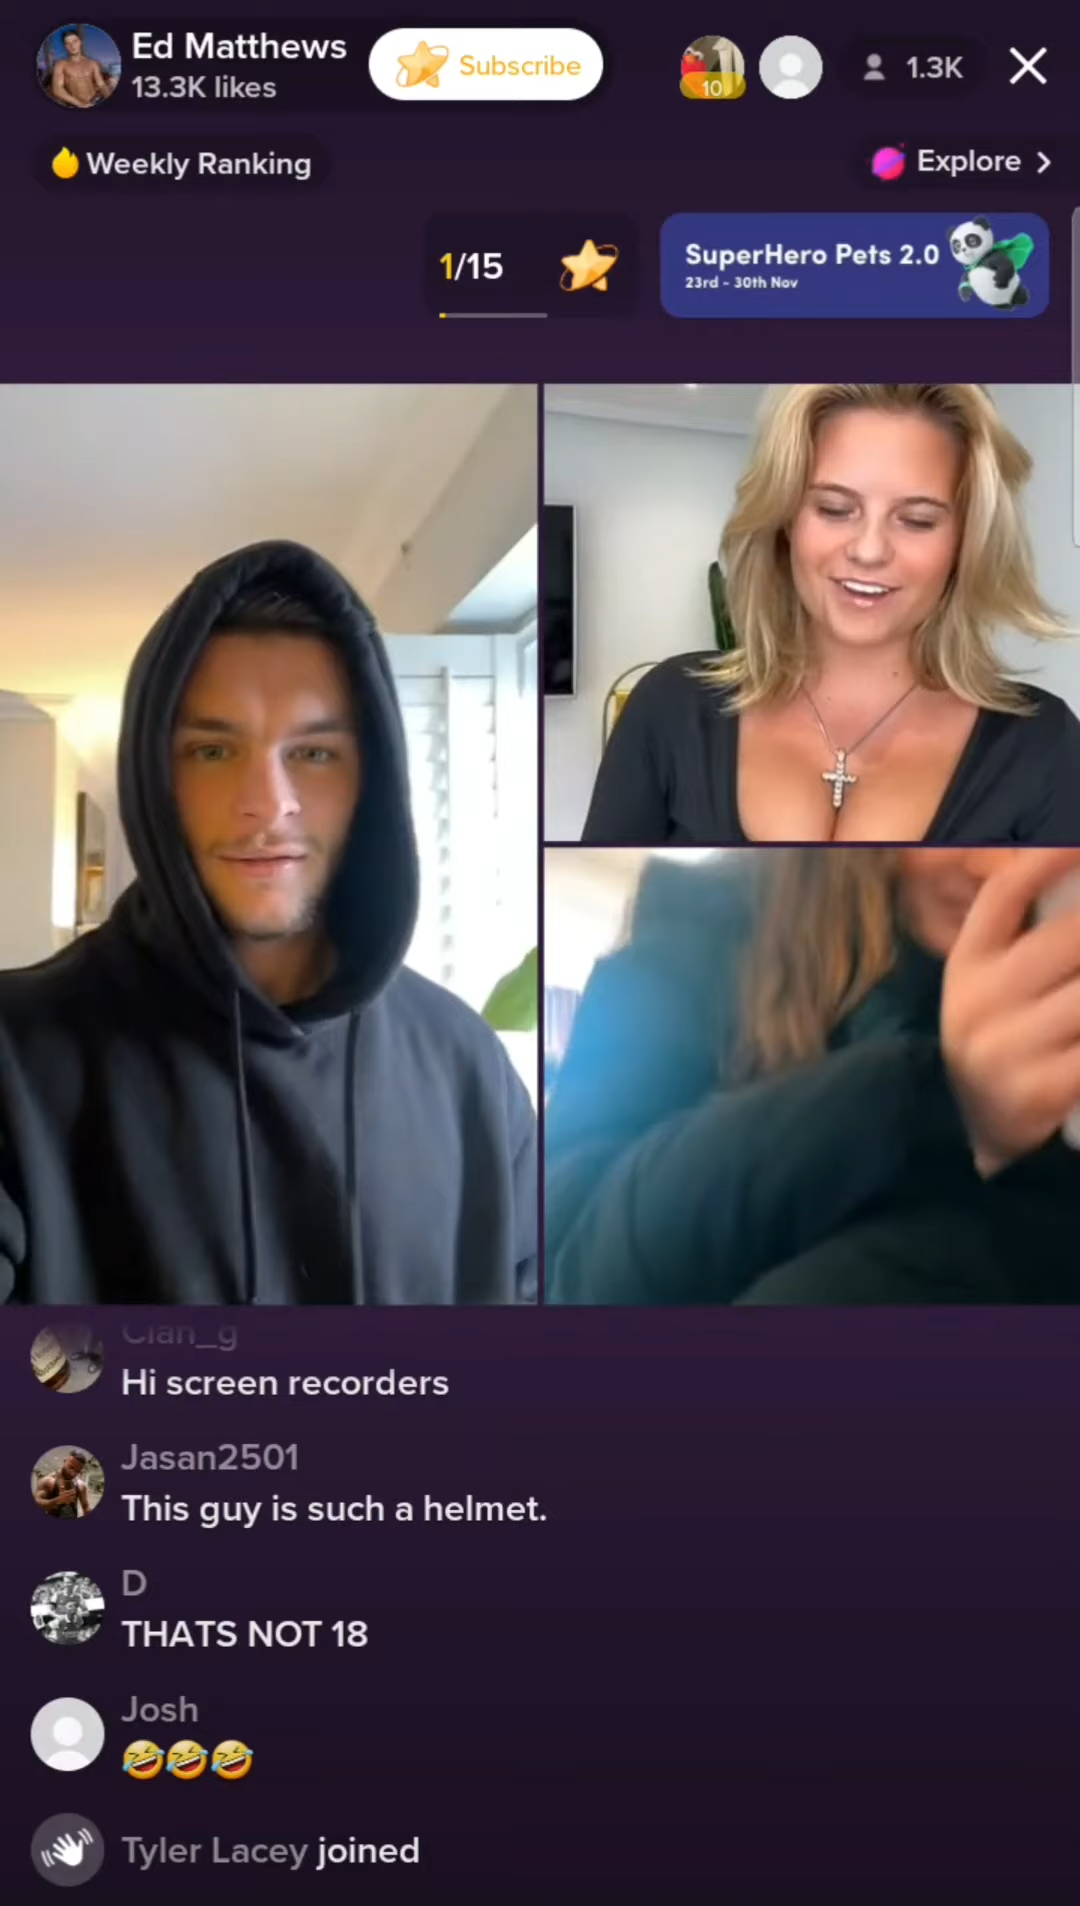 Ed Matthews
13.3K likes
Subscribe
10
1.3K
Weekly Ranking
Explore
1/15
SuperHero Pets 2.0
23rd - 30th Nov
Cian_g
Hi screen recorders
Jasan2501
This guy is such a helmet.
D
THATS NOT 18
Josh
🤣🤣🤣
Tyler Lacey joined